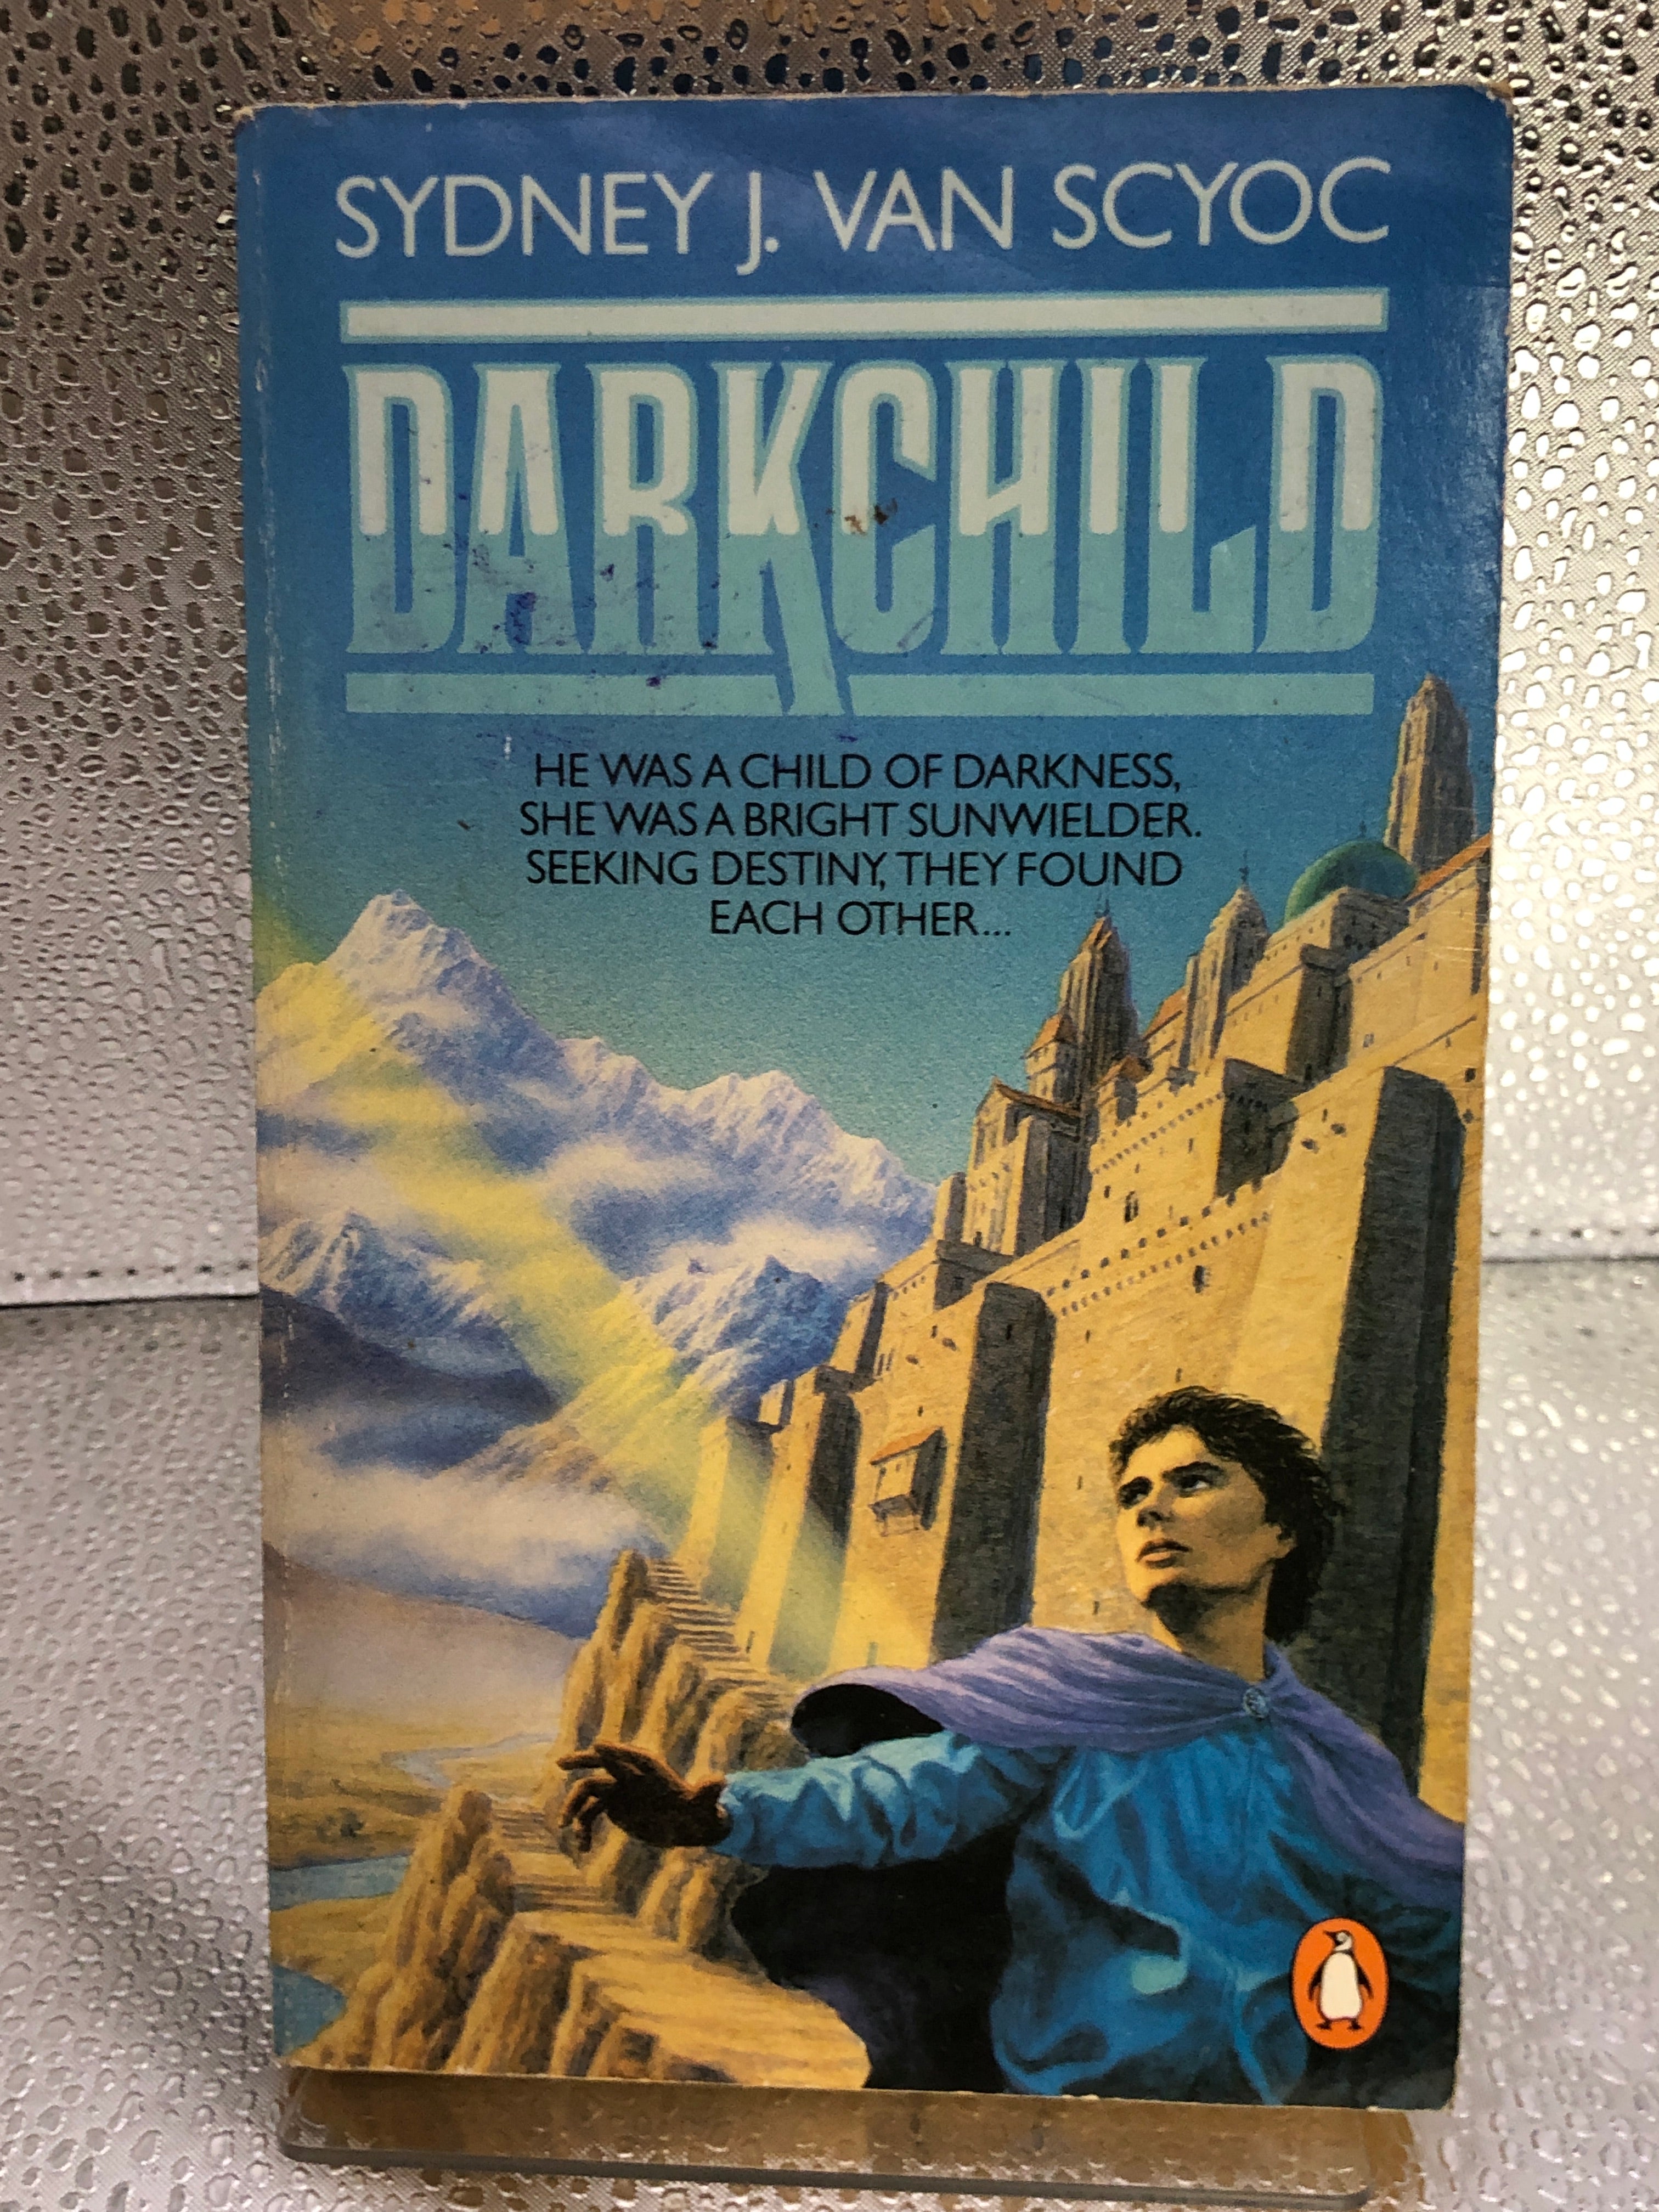 SYDNEY J. VAN SCYOC
DARKCHILD
HE WAS A CHILD OF DARKNESS,
SHE WAS A BRIGHT SUNWIELDER.
SEEKING DESTINY, THEY FOUND
EACH OTHER...